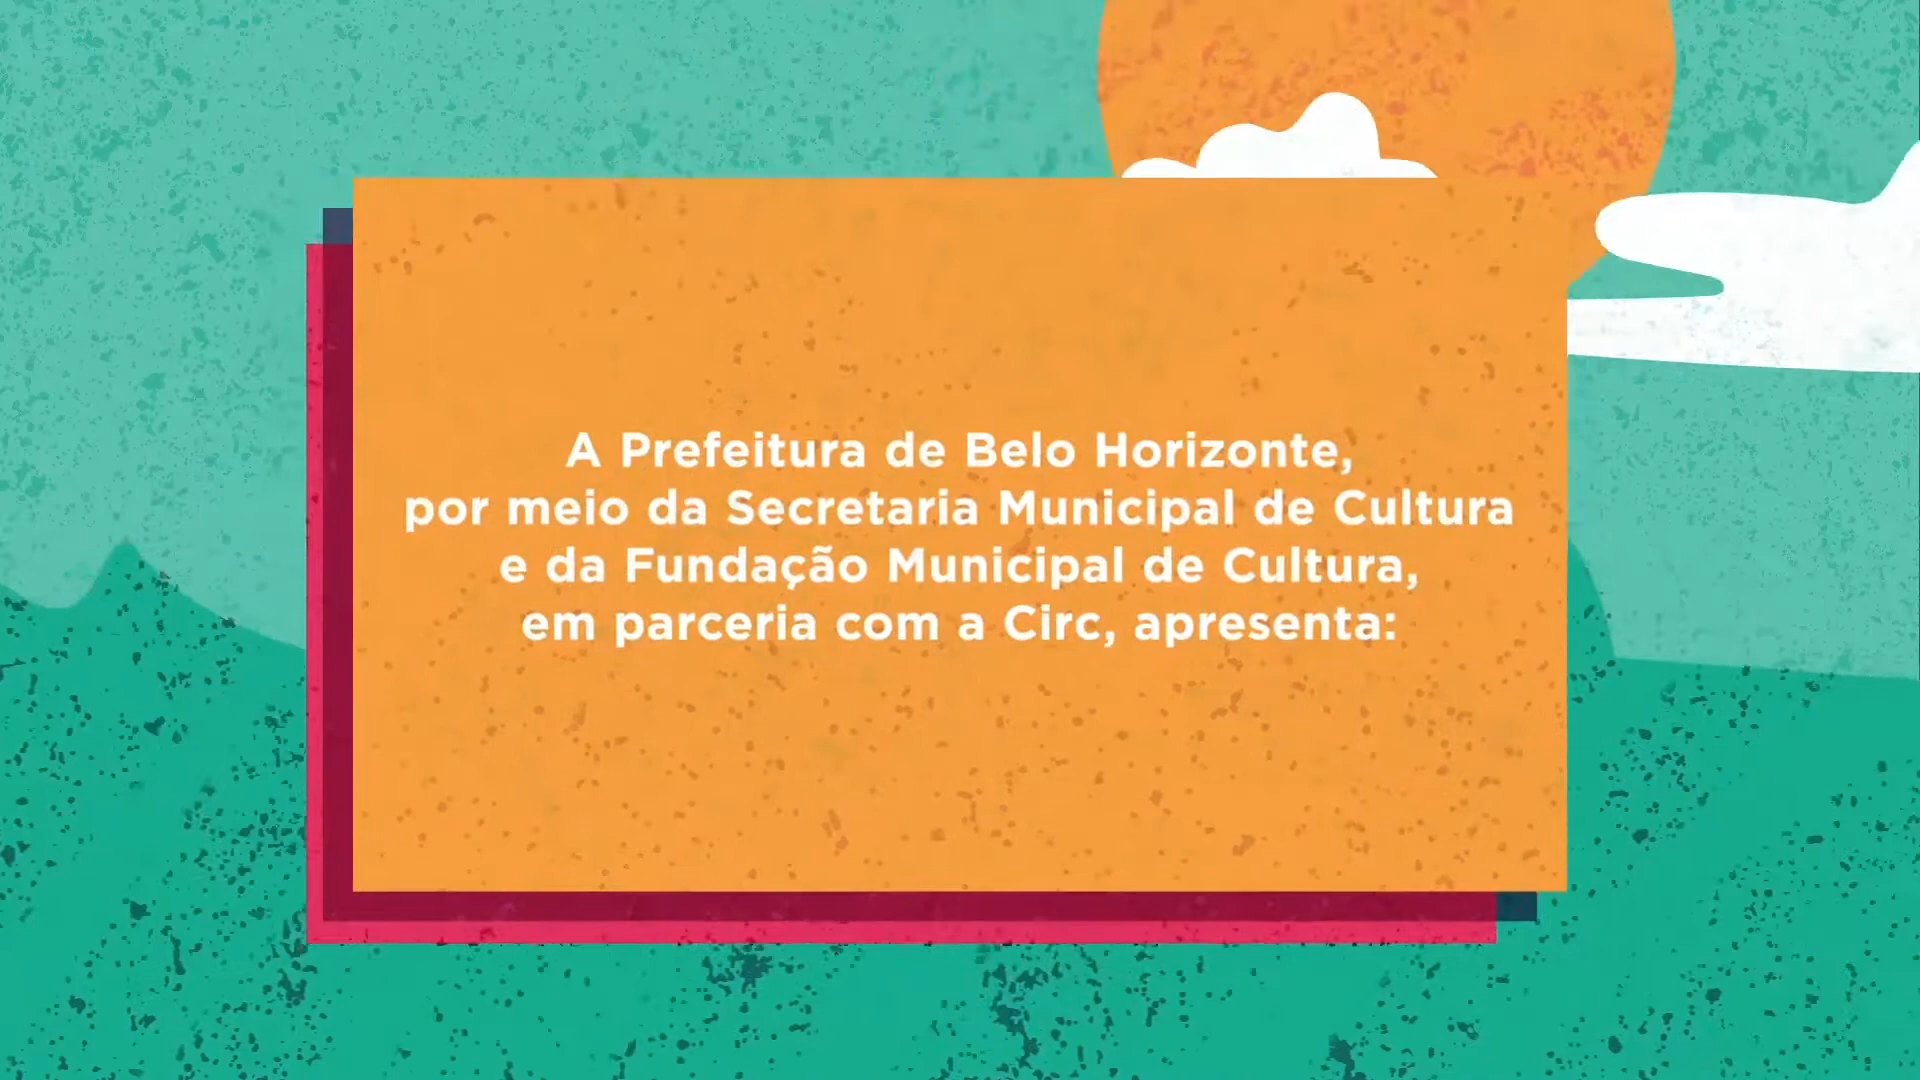 A Prefeitura de Belo Horizonte,
por meio da Secretaria Municipal de Cultura
e da Fundação Municipal de Cultura,
em parceria com a Circ, apresenta: